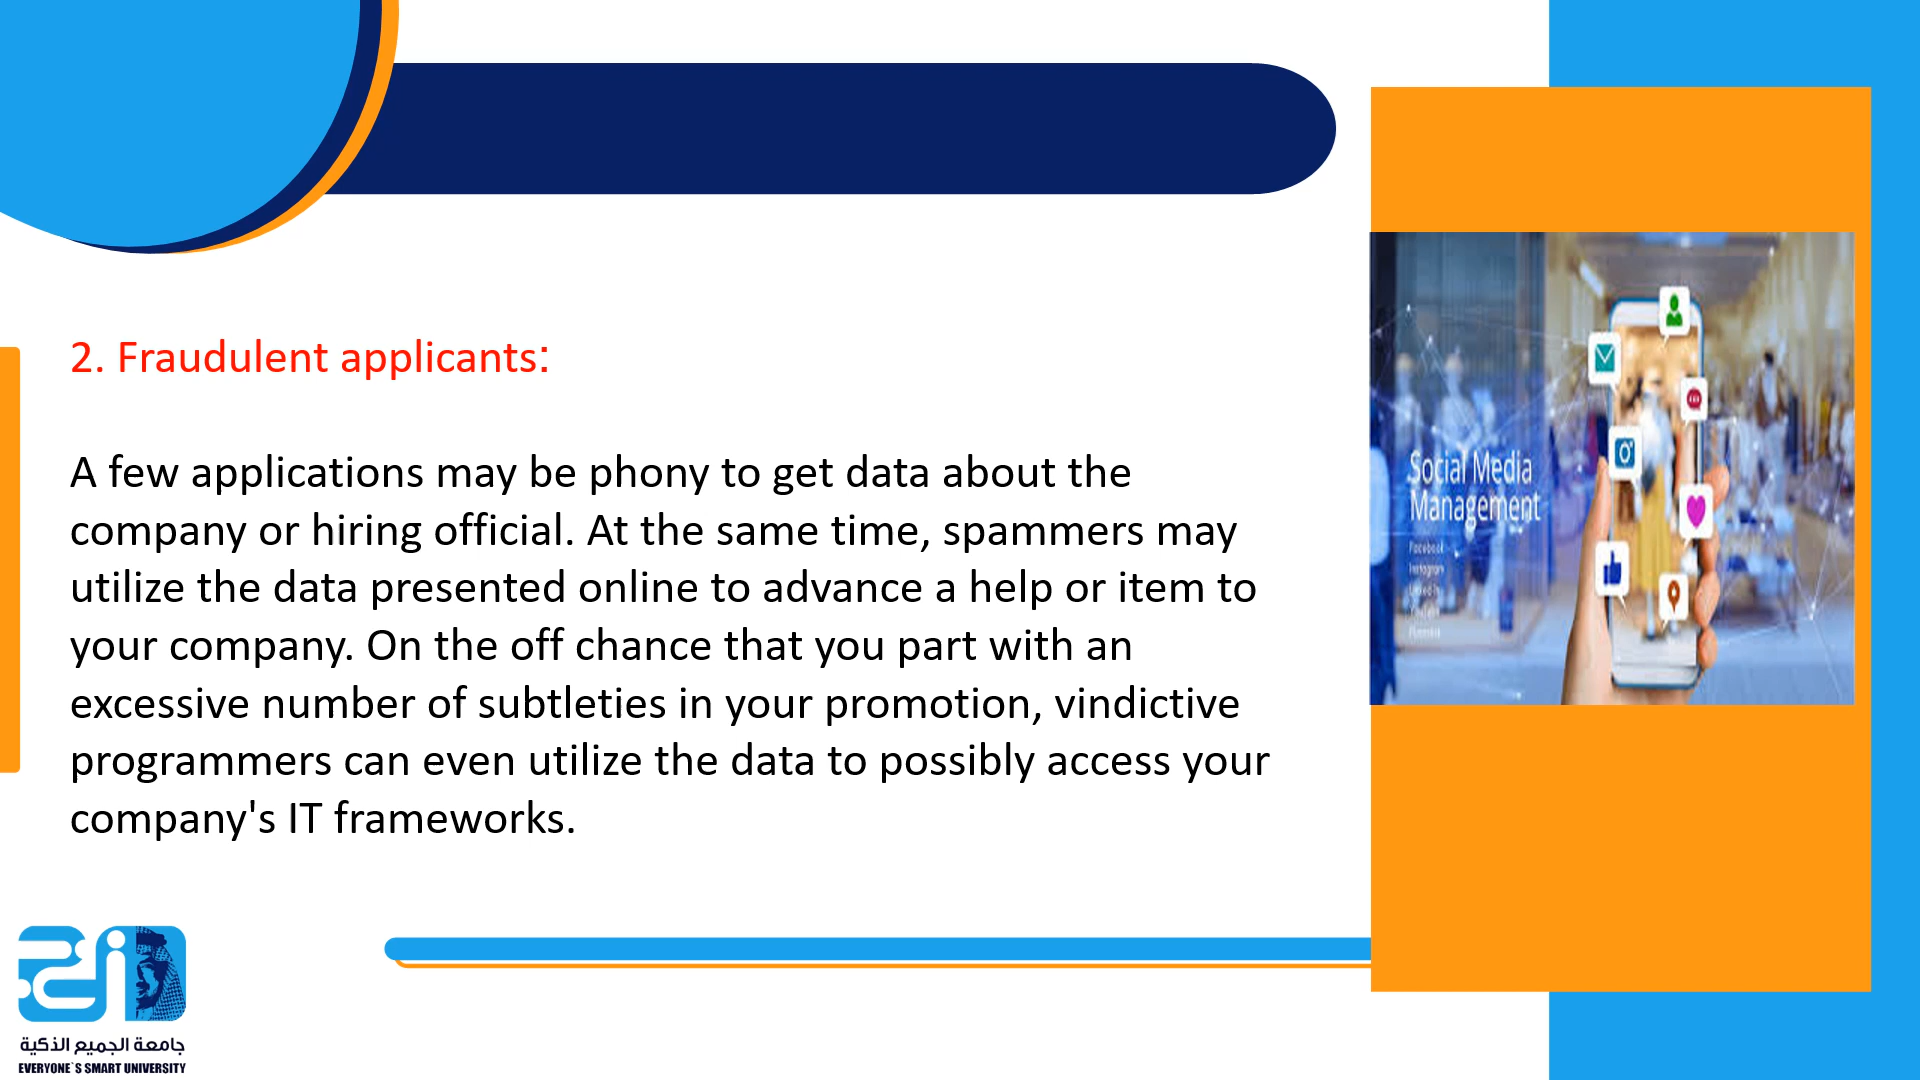 2. Fraudulent applicants:
A few applications may be phony to get data about the
company or hiring official. At the same time, spammers may
utilize the data presented online to advance a help or item to
your company. On the off chance that you part with an
excessive number of subtleties in your promotion, vindictive
programmers can even utilize the data to possibly access your
company's IT frameworks.
Social Media
Management
Facebook
Instagram
جامعة الجميع الذكية
EVERYONE`S SMART UNIVERSITY